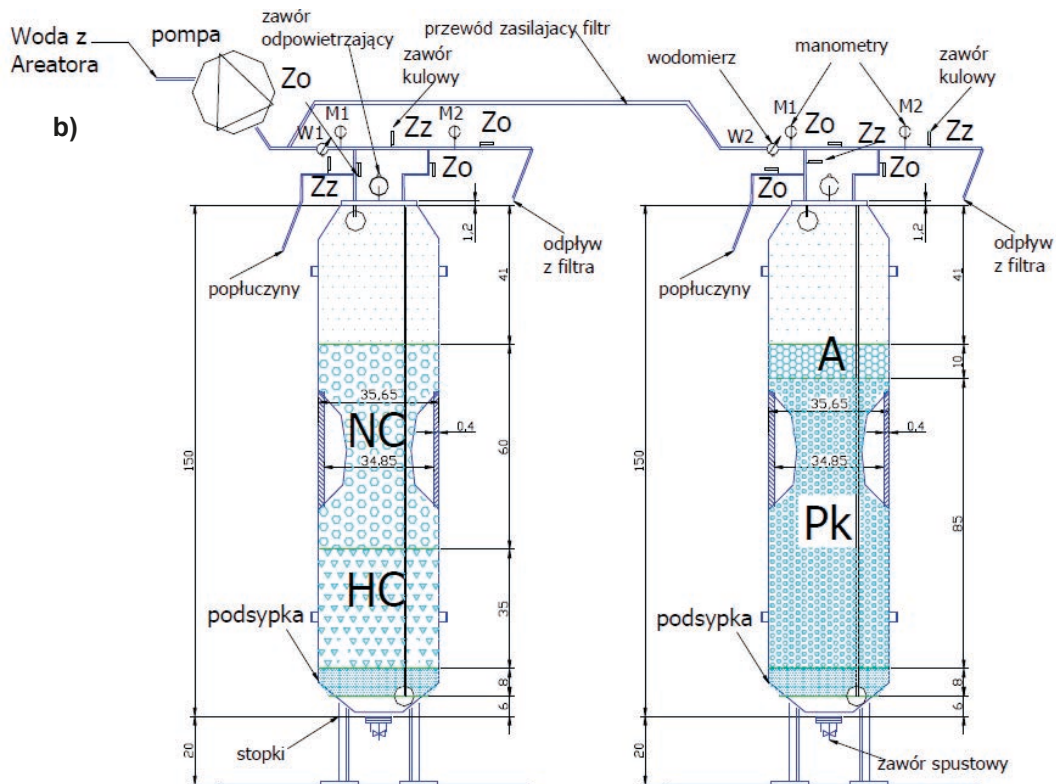 b)
Woda z
Areatora
pompa
zawór
odpowietrzający
Zo
zawór
kulowy
przewód zasilajacy filtr
wodomierz
manometry
zawór
kulowy
W1
M1
Zz
M2
Zo
W2
M1
Zo
M2
Zz
Zz
Zo
Zo
Zz
Zo
popłuczyny
odpływ
z filtra
popłuczyny
odpływ
z filtra
1,2
41
60
35
8
6
150
20
35,65
NC
34,85
0,4
HC
podsypka
stopki
1,2
41
10
85
8
6
150
20
A
35,65
34,85
0,4
Pk
podsypka
zawór spustowy